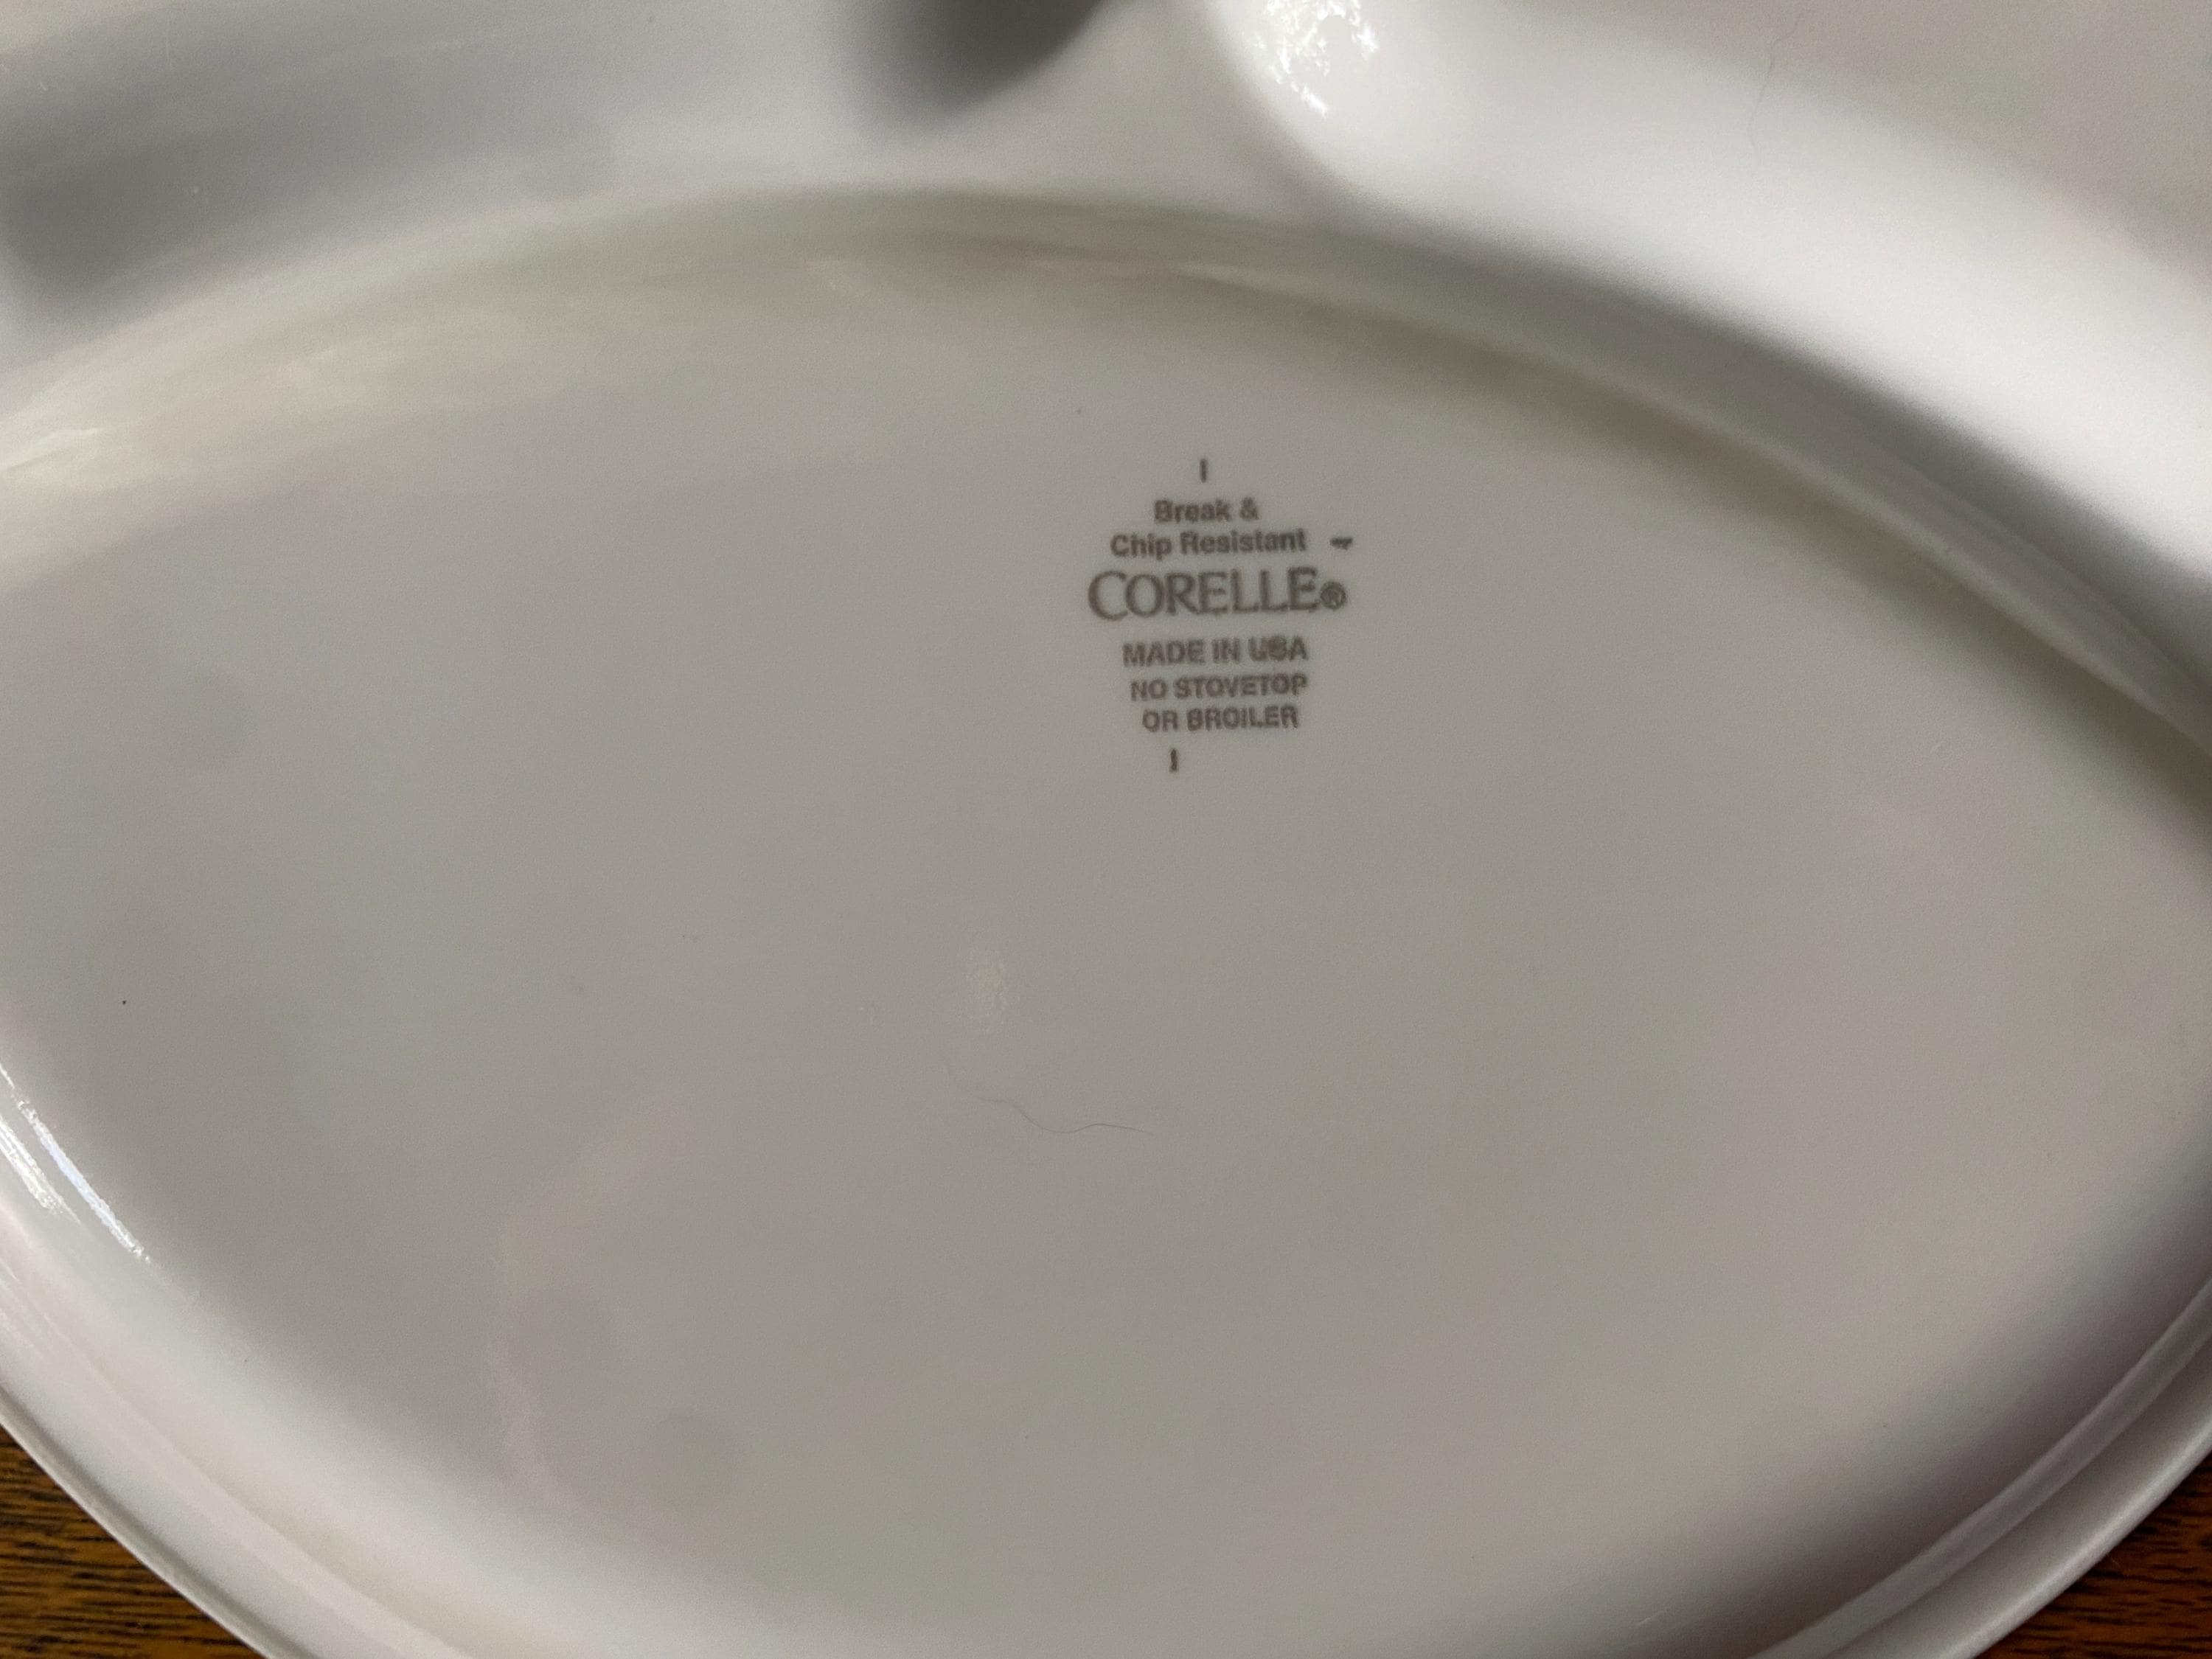 Break &
Chip Resistant
CORELLE®
MADE IN USA
NO STOVETOP
OR BROILER